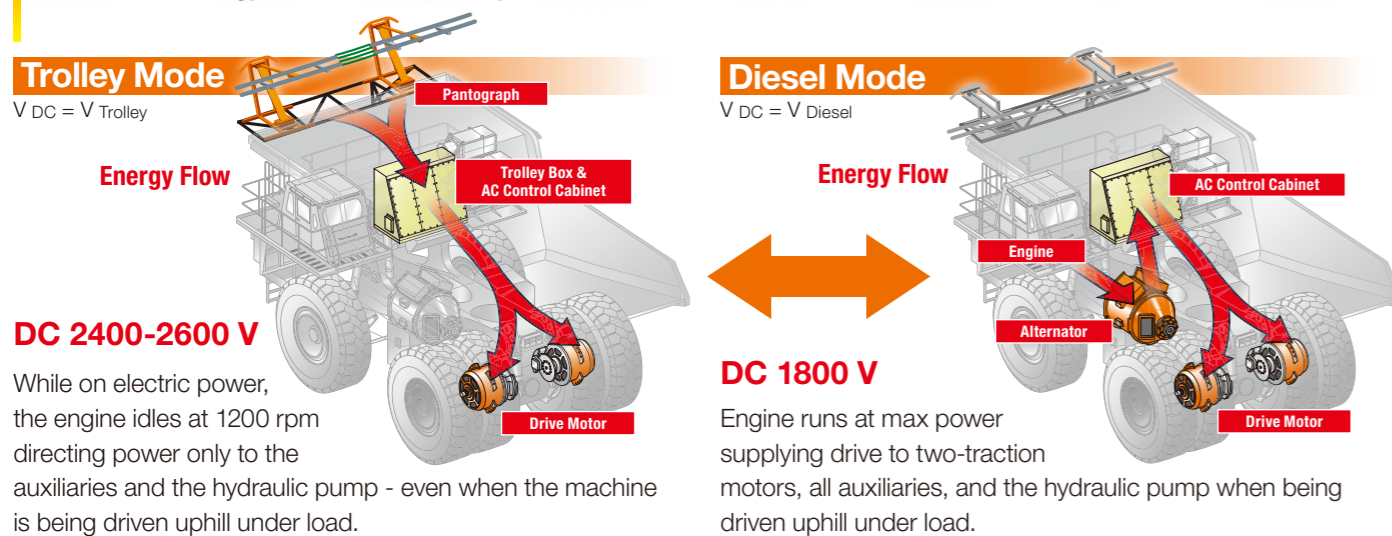 Trolley Mode
V DC = V Trolley
Energy Flow
Pantograph
Trolley Box &
AC Control Cabinet
Drive Motor
DC 2400-2600 V
While on electric power,
the engine idles at 1200 rpm
directing power only to the
auxiliaries and the hydraulic pump - even when the machine
is being driven uphill under load.
Diesel Mode
V DC = V Diesel
Energy Flow
AC Control Cabinet
Engine
Alternator
Drive Motor
DC 1800 V
Engine runs at max power
supplying drive to two-traction
motors, all auxiliaries, and the hydraulic pump when being
driven uphill under load.